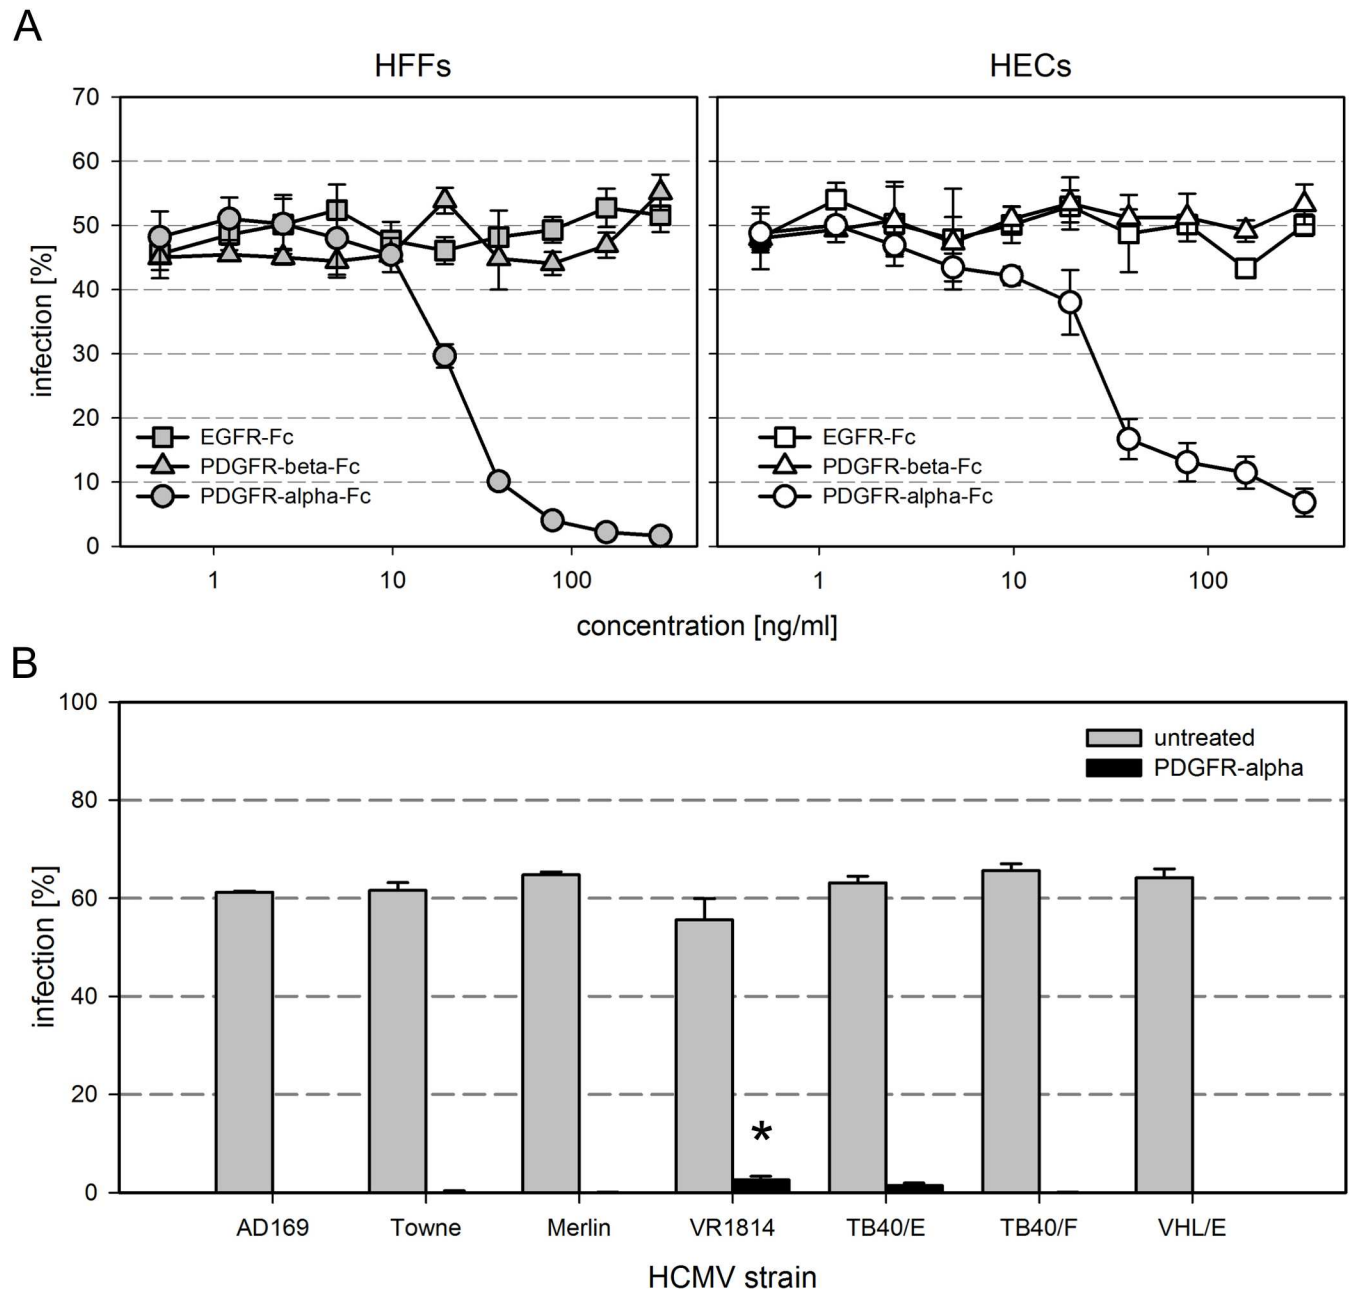 A
HFFs
HECs
70
60
50
40
30
20
10
0
infection [%]
EGFR-Fc
PDGFR-beta-Fc
PDGFR-alpha-Fc
EGFR-Fc
PDGFR-beta-Fc
PDGFR-alpha-Fc
1 10 100
1 10 100
concentration [ng/ml]
B
100
80
60
40
20
0
infection [%]
untreated
PDGFR-alpha
*
AD169 Towne Merlin VR1814 TB40/E TB40/F VHL/E
HCMV strain